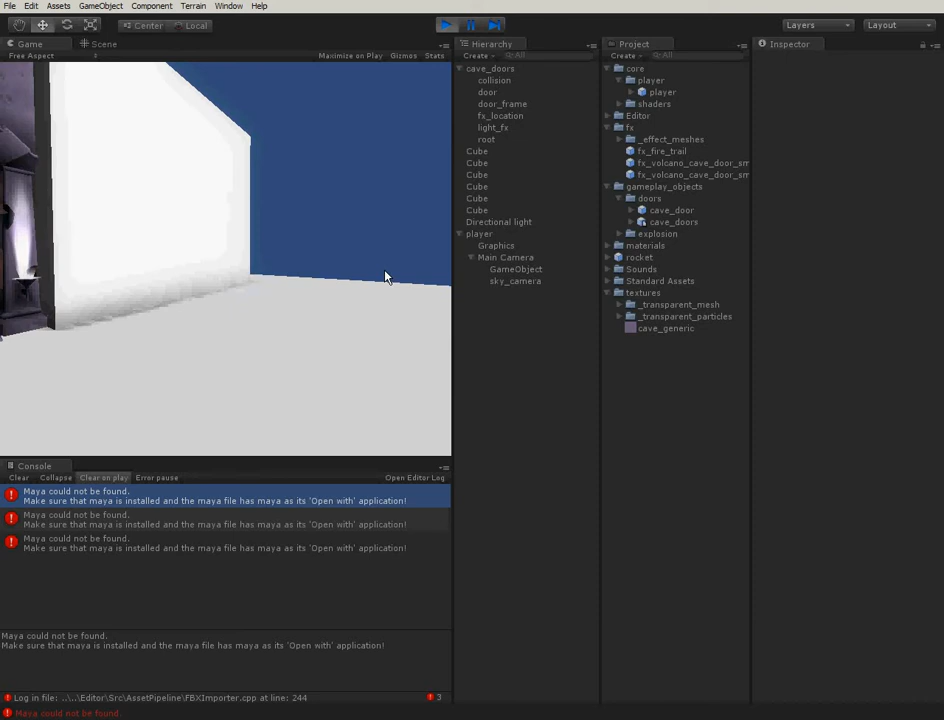 File Edit Assets GameObject Component Terrain Window Help
Center Local Layers Layout
Game Scene
Free Aspect Maximize on Play Gizmos Stats
Hierarchy
Create All
cave_doors
collision
door
door_frame
fx_location
light_fx
root
Cube
Cube
Cube
Cube
Cube
Cube
Directional light
player
Graphics
Main Camera
GameObject
sky_camera
Project
Create All
core
player
player
shaders
Editor
fx
_effect_meshes
fx_fire_trail
fx_volcano_cave_door_sm
fx_volcano_cave_door_sm
gameplay_objects
doors
cave_door
cave_doors
explosion
materials
rocket
Sounds
Standard Assets
textures
_transparent_mesh
_transparent_particles
cave_generic
Inspector
Console
Clear Collapse Clear on play Error pause Open Editor Log
Maya could not be found.
Make sure that maya is installed and the maya file has maya as its 'Open with' application!
Maya could not be found.
Make sure that maya is installed and the maya file has maya as its 'Open with' application!
Maya could not be found.
Make sure that maya is installed and the maya file has maya as its 'Open with' application!
Maya could not be found.
Make sure that maya is installed and the maya file has maya as its 'Open with' application!
Log in file: ..\..\Editor\Src\AssetPipeline\FBXImporter.cpp at line: 244 3
Maya could not be found.